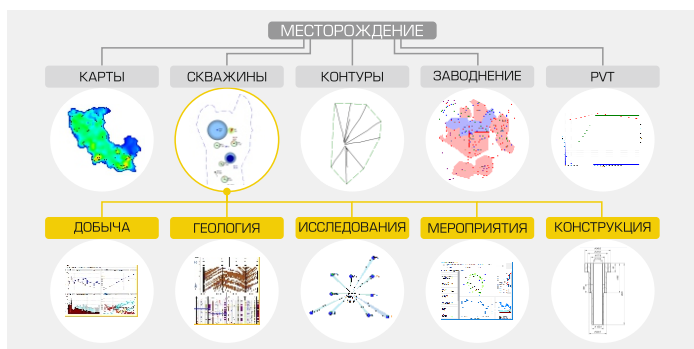 МЕСТОРОЖДЕНИЕ
КАРТЫ СКВАЖИНЫ КОНТУРЫ ЗАВОДНЕНИЕ PVT
ДОБЫЧА ГЕОЛОГИЯ ИССЛЕДОВАНИЯ МЕРОПРИЯТИЯ КОНСТРУКЦИЯ